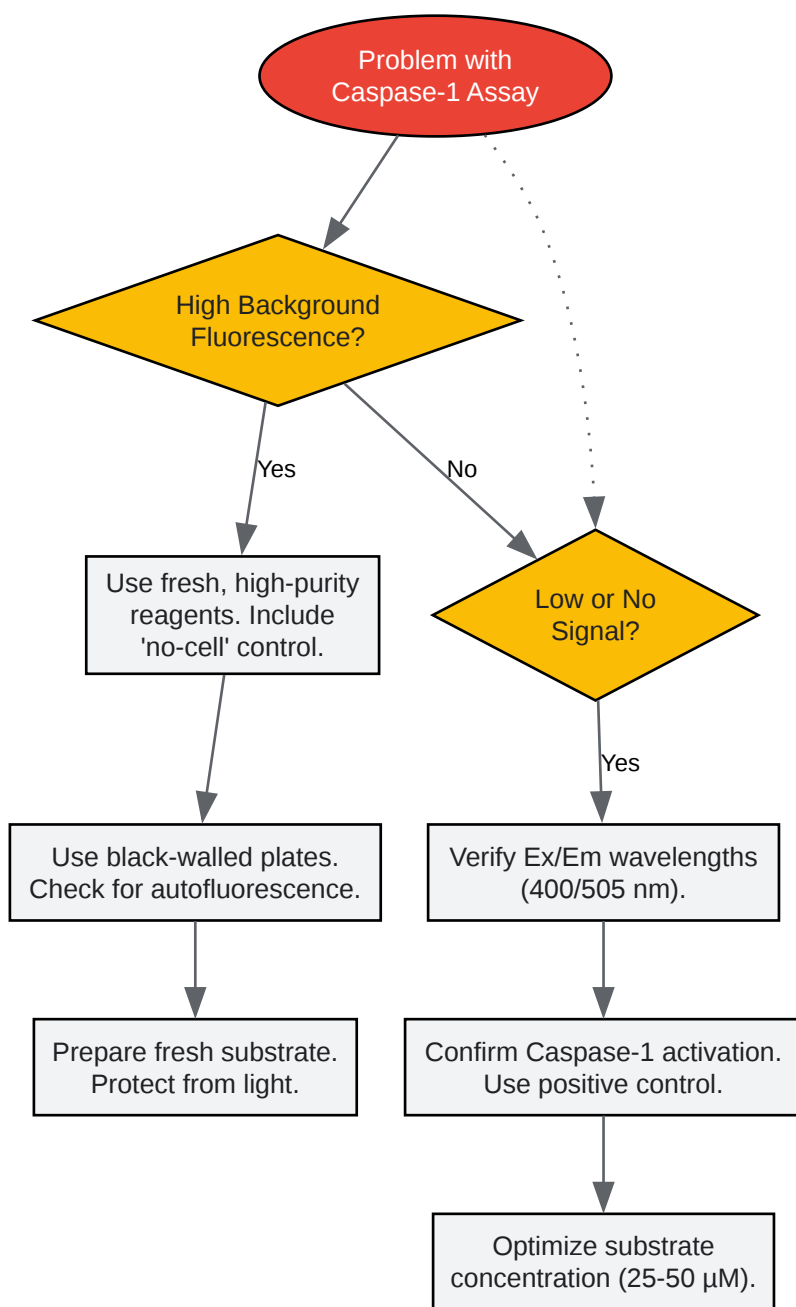 Problem with
Caspase-1 Assay
High Background
Fluorescence?
Yes
No
Use fresh, high-purity
reagents. Include
'no-cell' control.
Low or No
Signal?
Yes
Use black-walled plates.
Check for autofluorescence.
Verify Ex/Em wavelengths
(400/505 nm).
Prepare fresh substrate.
Protect from light.
Confirm Caspase-1 activation.
Use positive control.
Optimize substrate
concentration (25-50 µM).